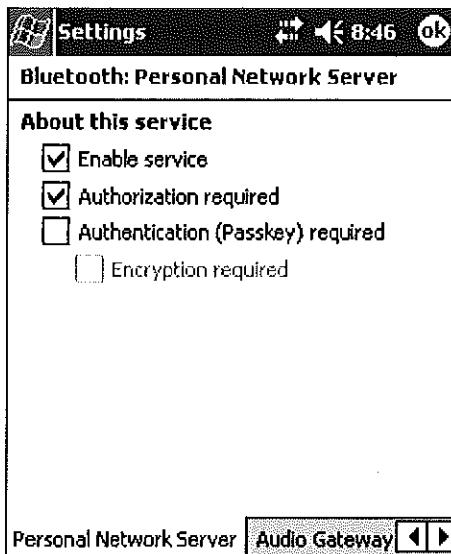 Settings 8:46 ok
Bluetooth: Personal Network Server
About this service
Enable service
Authorization required
Authentication (Passkey) required
Encryption required
Personal Network Server Audio Gateway